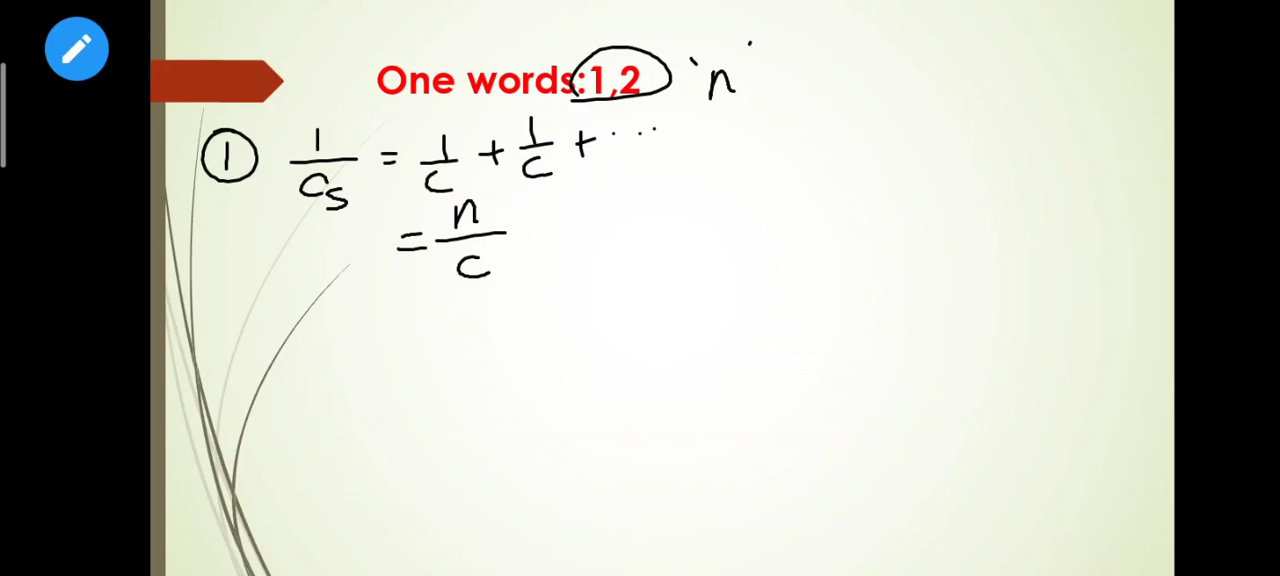 One words:1,2 'n'
① 1/Cs = 1/C + 1/C + ....
= n/C